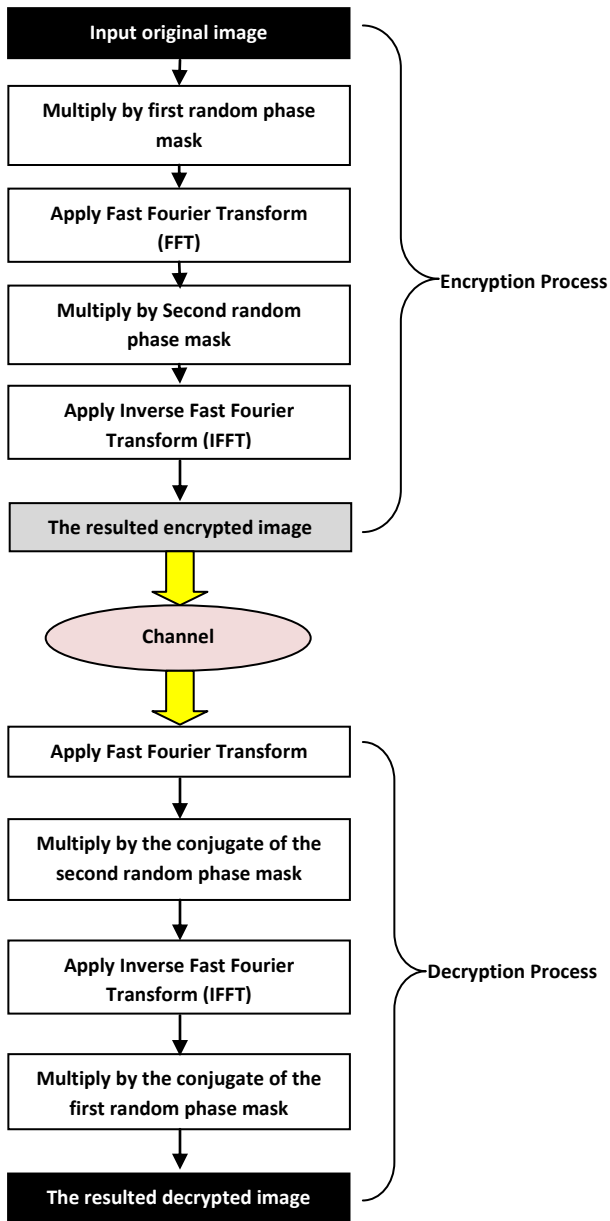 Input original image
Multiply by first random phase
mask
Apply Fast Fourier Transform
(FFT)
Multiply by Second random
phase mask
Apply Inverse Fast Fourier
Transform (IFFT)
The resulted encrypted image
Encryption Process
Channel
Apply Fast Fourier Transform
Multiply by the conjugate of the
second random phase mask
Apply Inverse Fast Fourier
Transform (IFFT)
Multiply by the conjugate of the
first random phase mask
The resulted decrypted image
Decryption Process